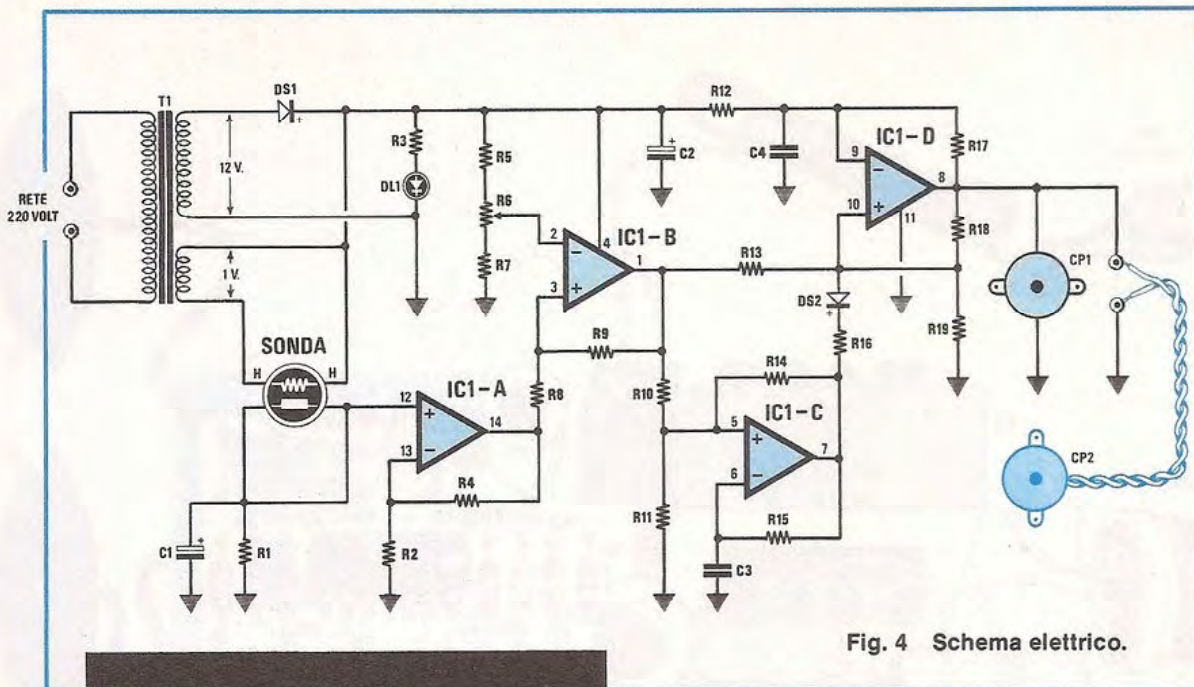 T1
DS1
12 V.
1 V.
RETE
220 VOLT
SONDA
H
H
C1
R1
R2
R3
DL1
R4
R5
R6
R7
IC1-A
12
+
13
-
14
R8
R9
IC1-B
2
-
3
+
4
1
R10
R11
C2
R12
C4
R13
IC1-D
9
-
10
+
11
8
DS2
R16
R14
IC1-C
5
+
6
-
7
R15
C3
R17
R18
R19
CP1
CP2
Fig. 4 Schema elettrico.
+
+
+
+